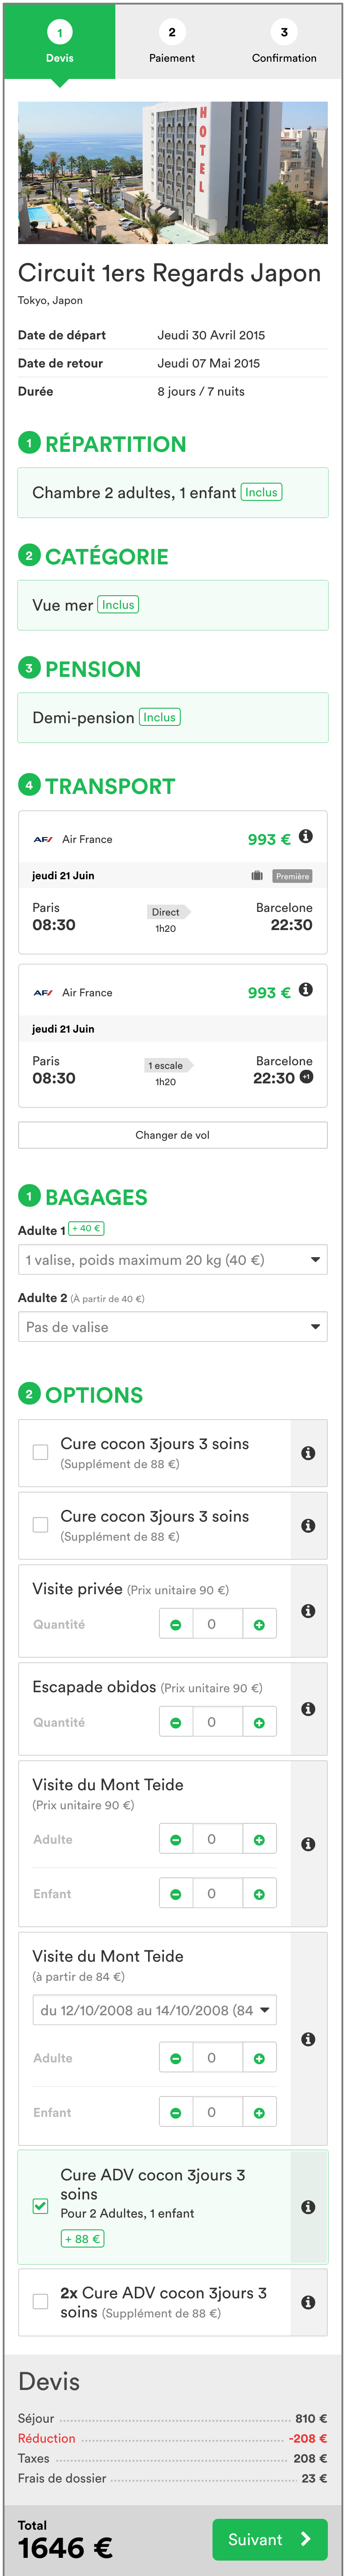 1
Devis
2
Paiement
3
Confirmation
HOTEL
Circuit 1ers Regards Japon
Tokyo, Japon
Date de départ Jeudi 30 Avril 2015
Date de retour Jeudi 07 Mai 2015
Durée 8 jours / 7 nuits
1 RÉPARTITION
Chambre 2 adultes, 1 enfant Inclus
2 CATÉGORIE
Vue mer Inclus
3 PENSION
Demi-pension Inclus
4 TRANSPORT
AF Air France 993 €
jeudi 21 Juin Première
Paris Direct Barcelone
08:30 1h20 22:30
AF Air France 993 €
jeudi 21 Juin
Paris 1 escale Barcelone
08:30 1h20 22:30 +1
Changer de vol
1 BAGAGES
Adulte 1 + 40 €
1 valise, poids maximum 20 kg (40 €)
Adulte 2 (À partir de 40 €)
Pas de valise
2 OPTIONS
Cure cocon 3jours 3 soins
(Supplément de 88 €)
Cure cocon 3jours 3 soins
(Supplément de 88 €)
Visite privée (Prix unitaire 90 €)
Quantité 0
Escapade obidos (Prix unitaire 90 €)
Quantité 0
Visite du Mont Teide
(Prix unitaire 90 €)
Adulte 0
Enfant 0
Visite du Mont Teide
(à partir de 84 €)
du 12/10/2008 au 14/10/2008 (84
Adulte 0
Enfant 0
Cure ADV cocon 3jours 3
soins
Pour 2 Adultes, 1 enfant
+ 88 €
2x Cure ADV cocon 3jours 3
soins (Supplément de 88 €)
Devis
Séjour 810 €
Réduction -208 €
Taxes 208 €
Frais de dossier 23 €
Total
1646 €
Suivant